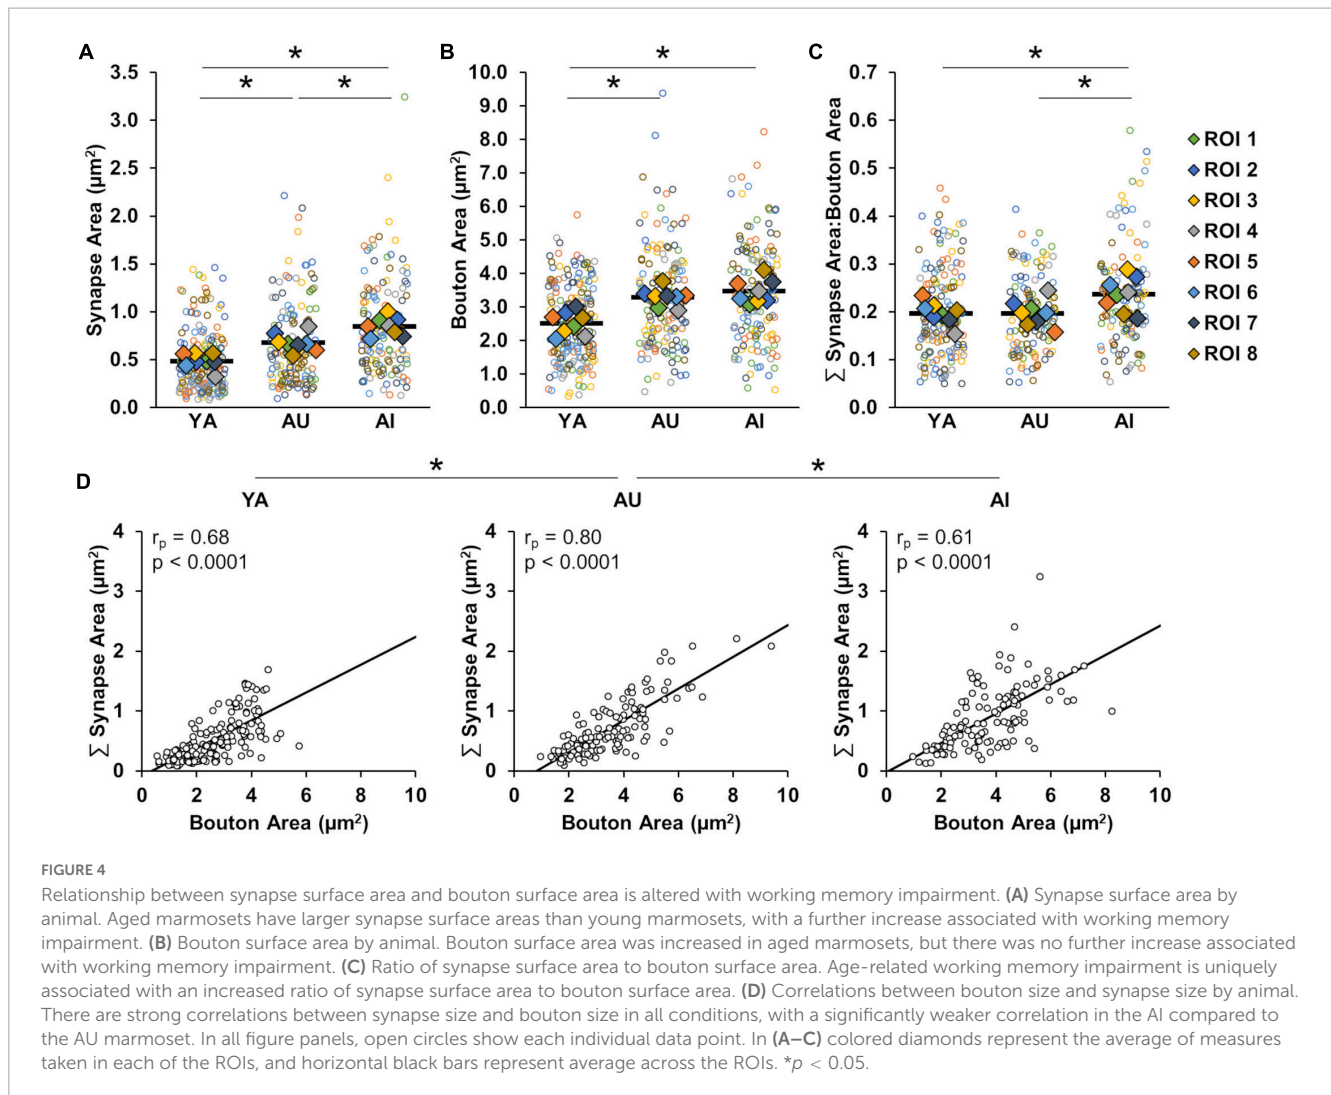 A
B
C
*
*
*
*
*
*
*
Synapse Area (µm²)
3.5
3.0
2.5
2.0
1.5
1.0
0.5
0.0
YA AU AI
Bouton Area (µm²)
10.0
9.0
8.0
7.0
6.0
5.0
4.0
3.0
2.0
1.0
0.0
YA AU AI
∑ Synapse Area:Bouton Area
0.7
0.6
0.5
0.4
0.3
0.2
0.1
0.0
YA AU AI
ROI 1
ROI 2
ROI 3
ROI 4
ROI 5
ROI 6
ROI 7
ROI 8
D
*
*
YA
AU
AI
∑ Synapse Area (µm²)
4
3
2
1
0
rp = 0.68
p < 0.0001
0 2 4 6 8 10
Bouton Area (µm²)
∑ Synapse Area (µm²)
4
3
2
1
0
rp = 0.80
p < 0.0001
0 2 4 6 8 10
Bouton Area (µm²)
∑ Synapse Area (µm²)
4
3
2
1
0
rp = 0.61
p < 0.0001
0 2 4 6 8 10
Bouton Area (µm²)
FIGURE 4
Relationship between synapse surface area and bouton surface area is altered with working memory impairment. (A) Synapse surface area by
animal. Aged marmosets have larger synapse surface areas than young marmosets, with a further increase associated with working memory
impairment. (B) Bouton surface area by animal. Bouton surface area was increased in aged marmosets, but there was no further increase associated
with working memory impairment. (C) Ratio of synapse surface area to bouton surface area. Age-related working memory impairment is uniquely
associated with an increased ratio of synapse surface area to bouton surface area. (D) Correlations between bouton size and synapse size by animal.
There are strong correlations between synapse size and bouton size in all conditions, with a significantly weaker correlation in the AI compared to
the AU marmoset. In all figure panels, open circles show each individual data point. In (A–C) colored diamonds represent the average of measures
taken in each of the ROIs, and horizontal black bars represent average across the ROIs. *p < 0.05.